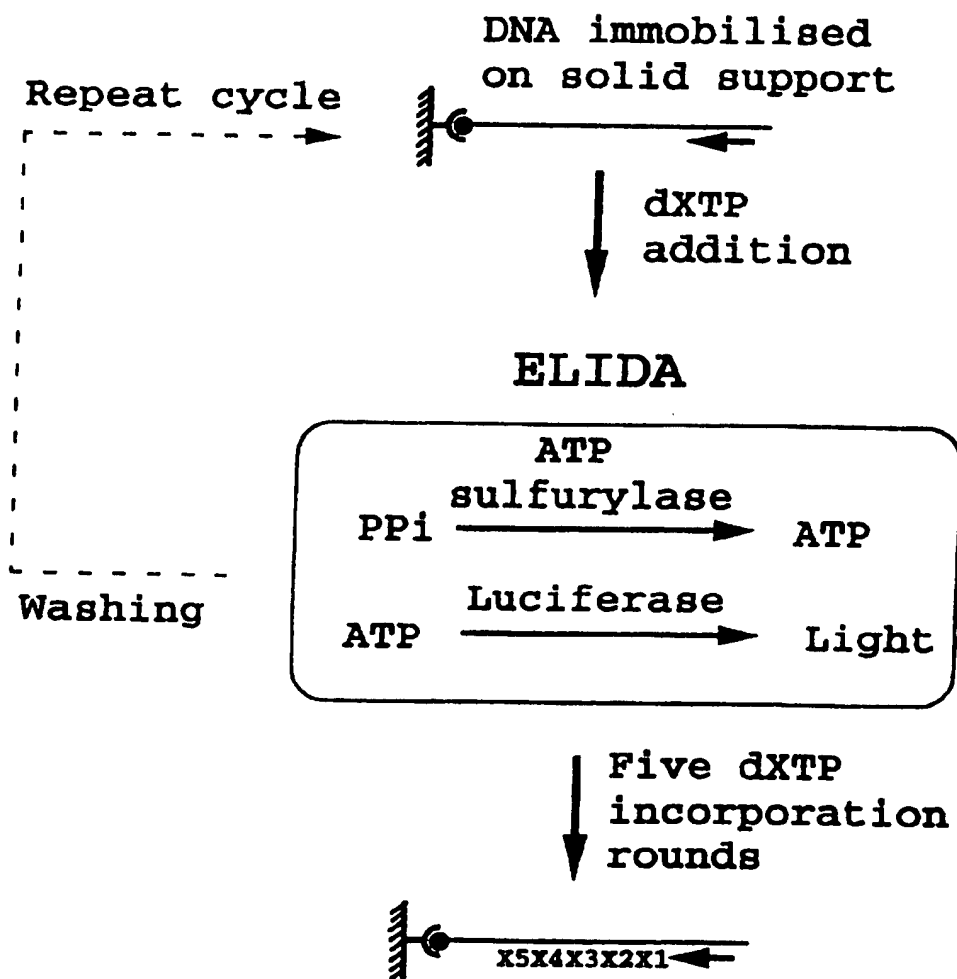 DNA immobilised
on solid support
Repeat cycle
dXTP
addition
ELIDA
ATP
sulfurylase
PPi
ATP
Washing
Luciferase
ATP
Light
Five dXTP
incorporation
rounds
X5X4X3X2X1